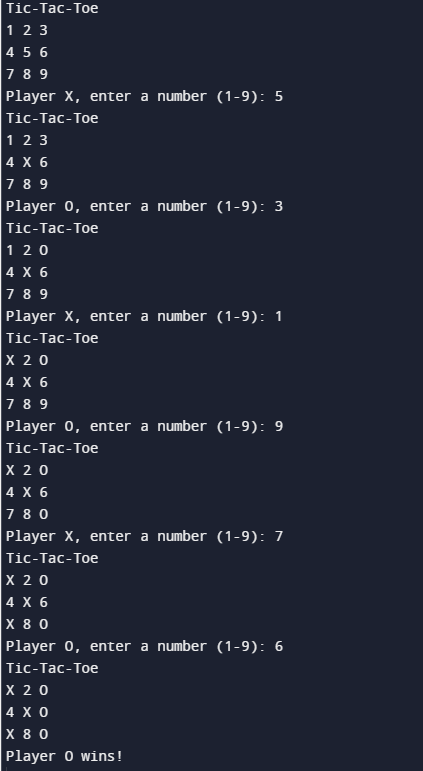 Tic-Tac-Toe
1 2 3
4 5 6
7 8 9
Player X, enter a number (1-9): 5
Tic-Tac-Toe
1 2 3
4 X 6
7 8 9
Player O, enter a number (1-9): 3
Tic-Tac-Toe
1 2 O
4 X 6
7 8 9
Player X, enter a number (1-9): 1
Tic-Tac-Toe
X 2 O
4 X 6
7 8 9
Player O, enter a number (1-9): 9
Tic-Tac-Toe
X 2 O
4 X 6
7 8 O
Player X, enter a number (1-9): 7
Tic-Tac-Toe
X 2 O
4 X 6
X 8 O
Player O, enter a number (1-9): 6
Tic-Tac-Toe
X 2 O
4 X O
X 8 O
Player O wins!